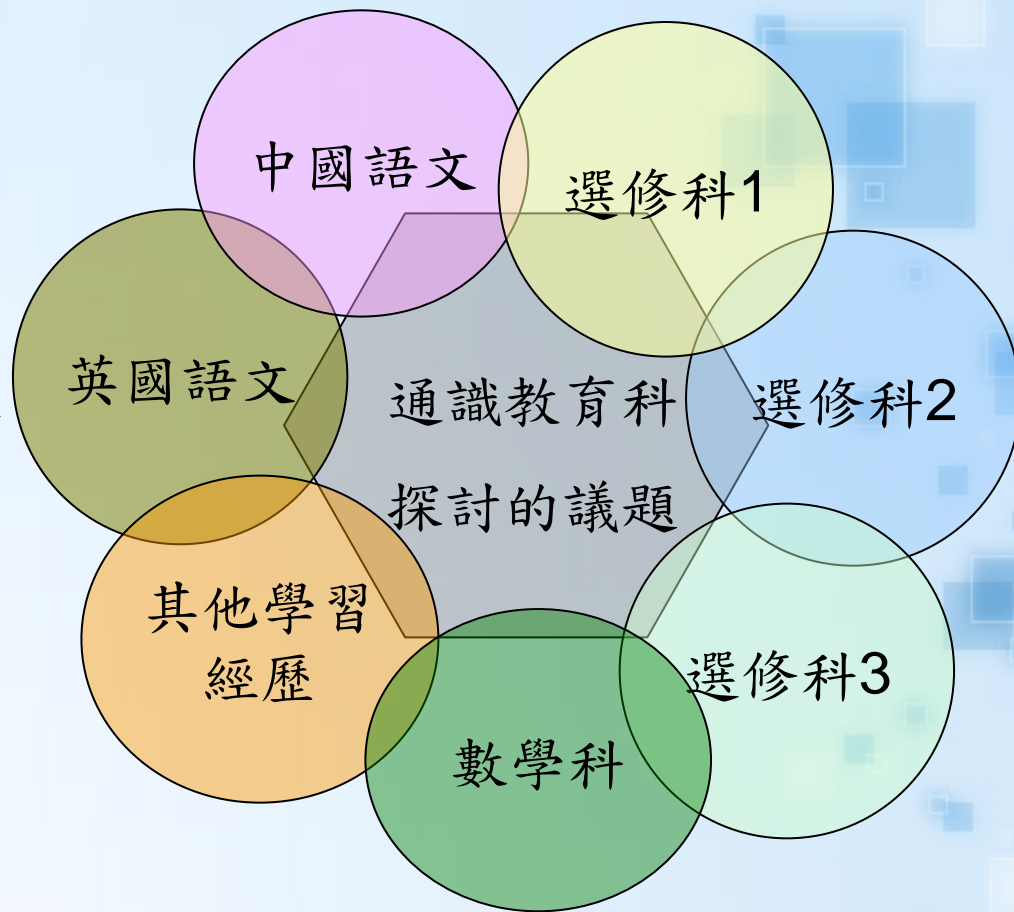 中國語文
選修科1
英國語文
通識教育科
探討的議題
選修科2
其他學習
經歷
選修科3
數學科